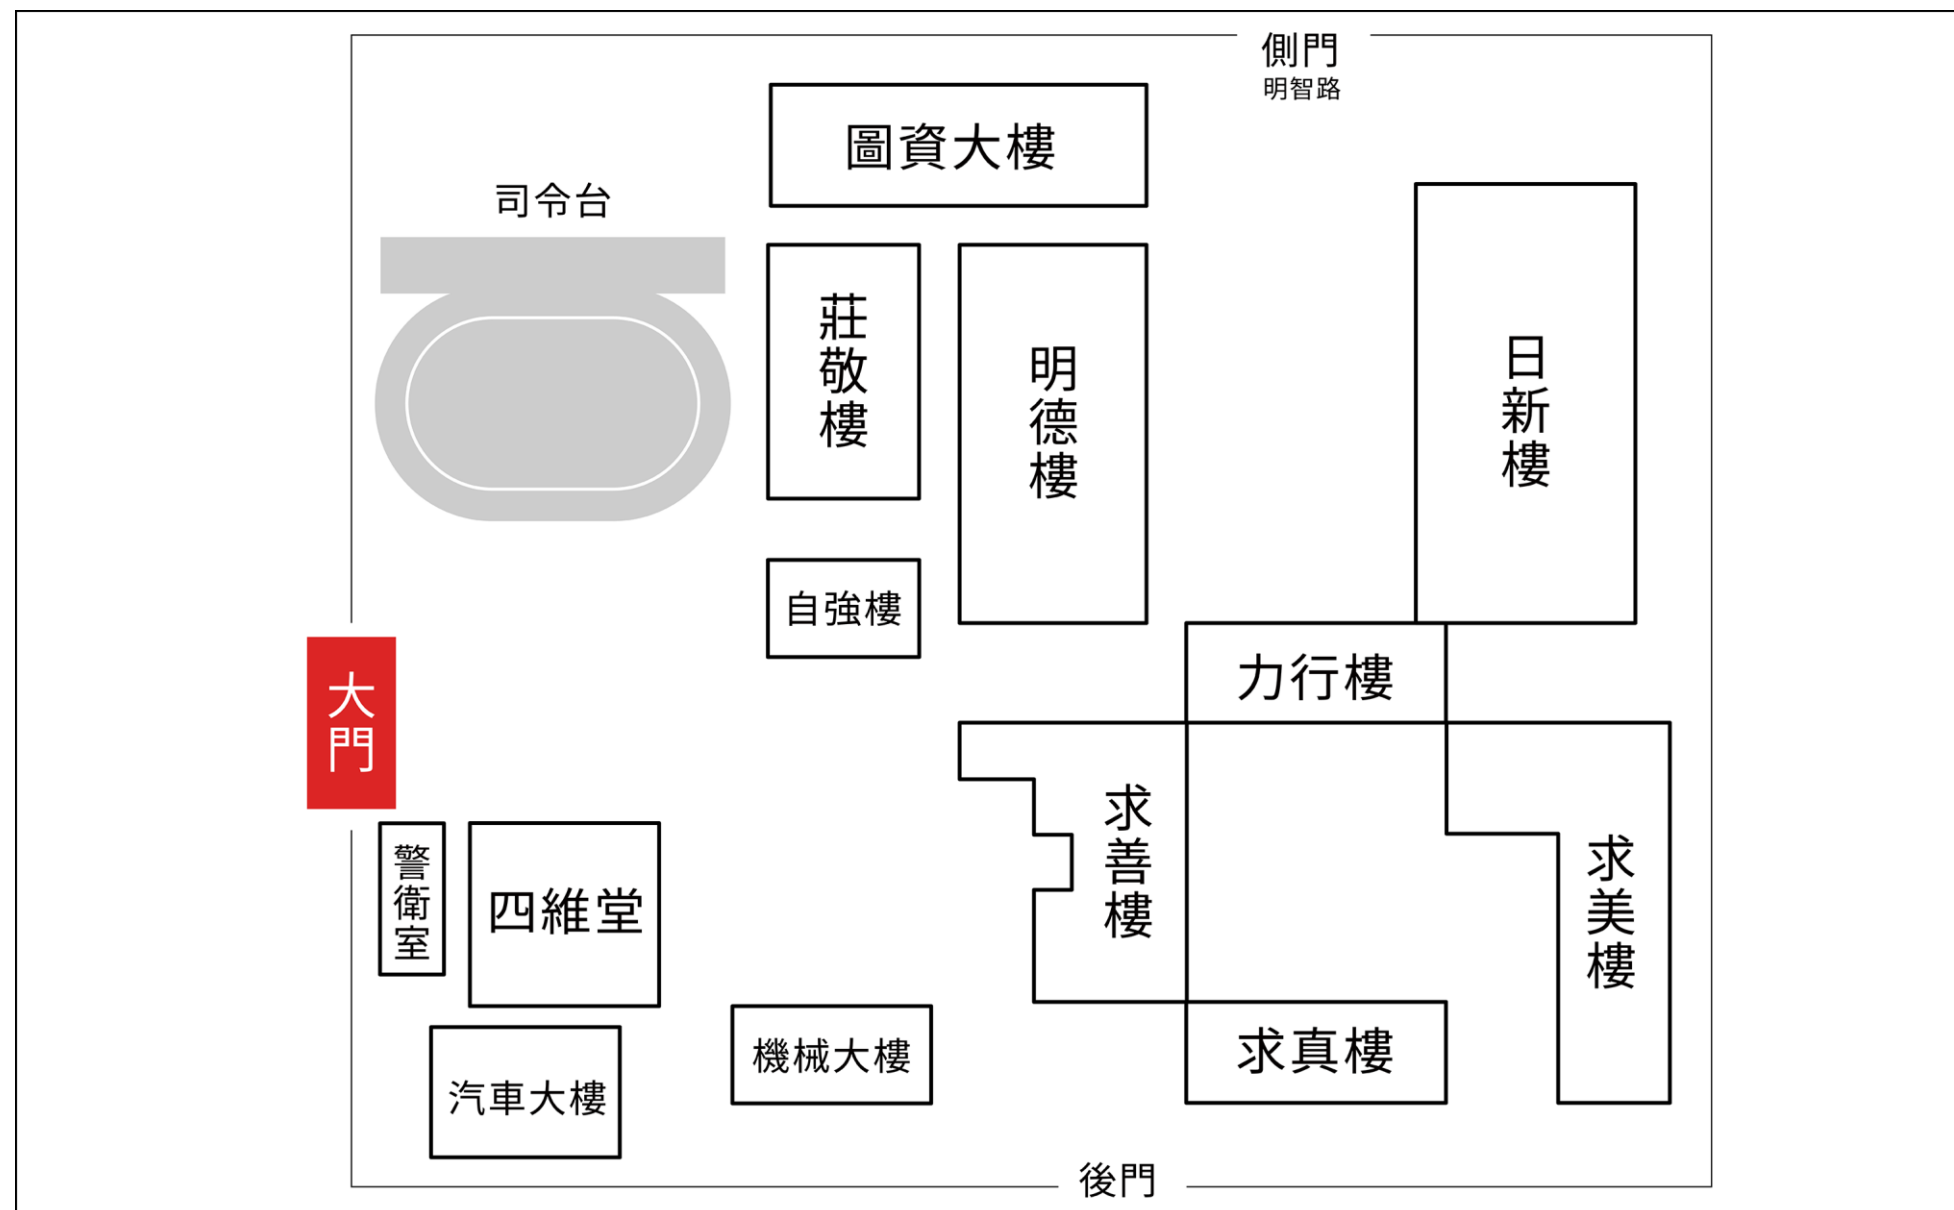 側門
明智路
圖資大樓
司令台
莊敬樓
明德樓
日新樓
自強樓
力行樓
大門
求善樓
求美樓
警衛室
四維堂
機械大樓
求真樓
汽車大樓
後門